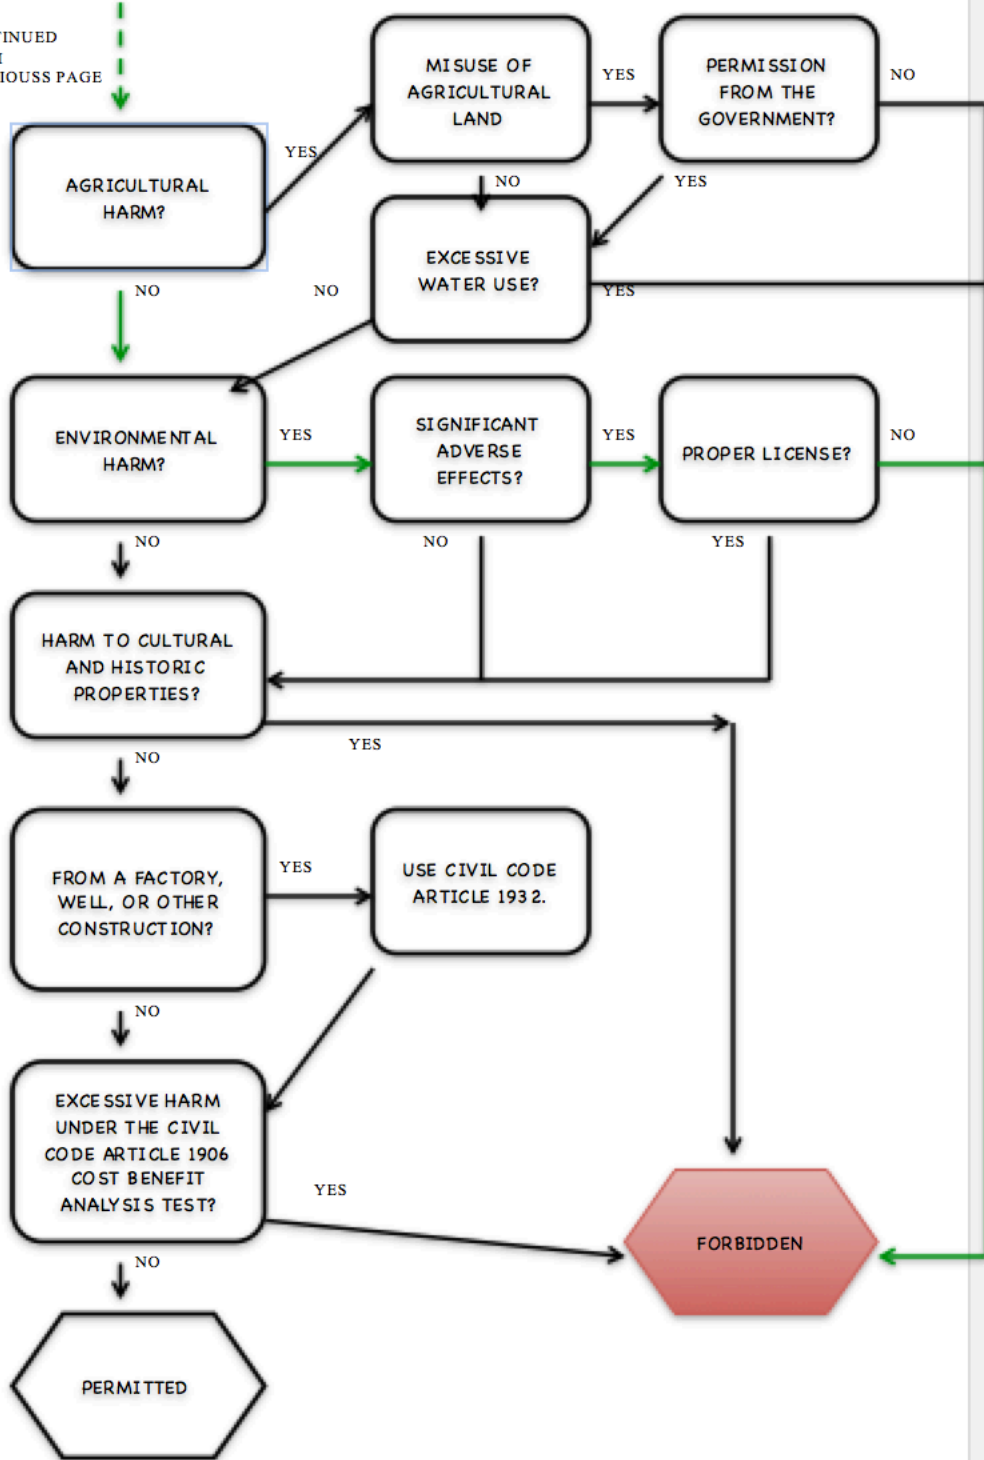 TINUED
IOUSS PAGE
MISUSE OF
AGRICULTURAL
LAND
YES
PERMISSION
FROM THE
GOVERNMENT?
NO
AGRICULTURAL
HARM?
YES
NO
YES
EXCESSIVE
WATER USE?
YES
NO
NO
ENVIRONMENTAL
HARM?
YES
SIGNIFICANT
ADVERSE
EFFECTS?
YES
PROPER LICENSE?
NO
NO
NO
YES
HARM TO CULTURAL
AND HISTORIC
PROPERTIES?
YES
NO
FROM A FACTORY,
WELL, OR OTHER
CONSTRUCTION?
YES
USE CIVIL CODE
ARTICLE 1932.
NO
EXCESSIVE HARM
UNDER THE CIVIL
CODE ARTICLE 1906
COST BENEFIT
ANALYSIS TEST?
YES
FORBIDDEN
NO
PERMITTED